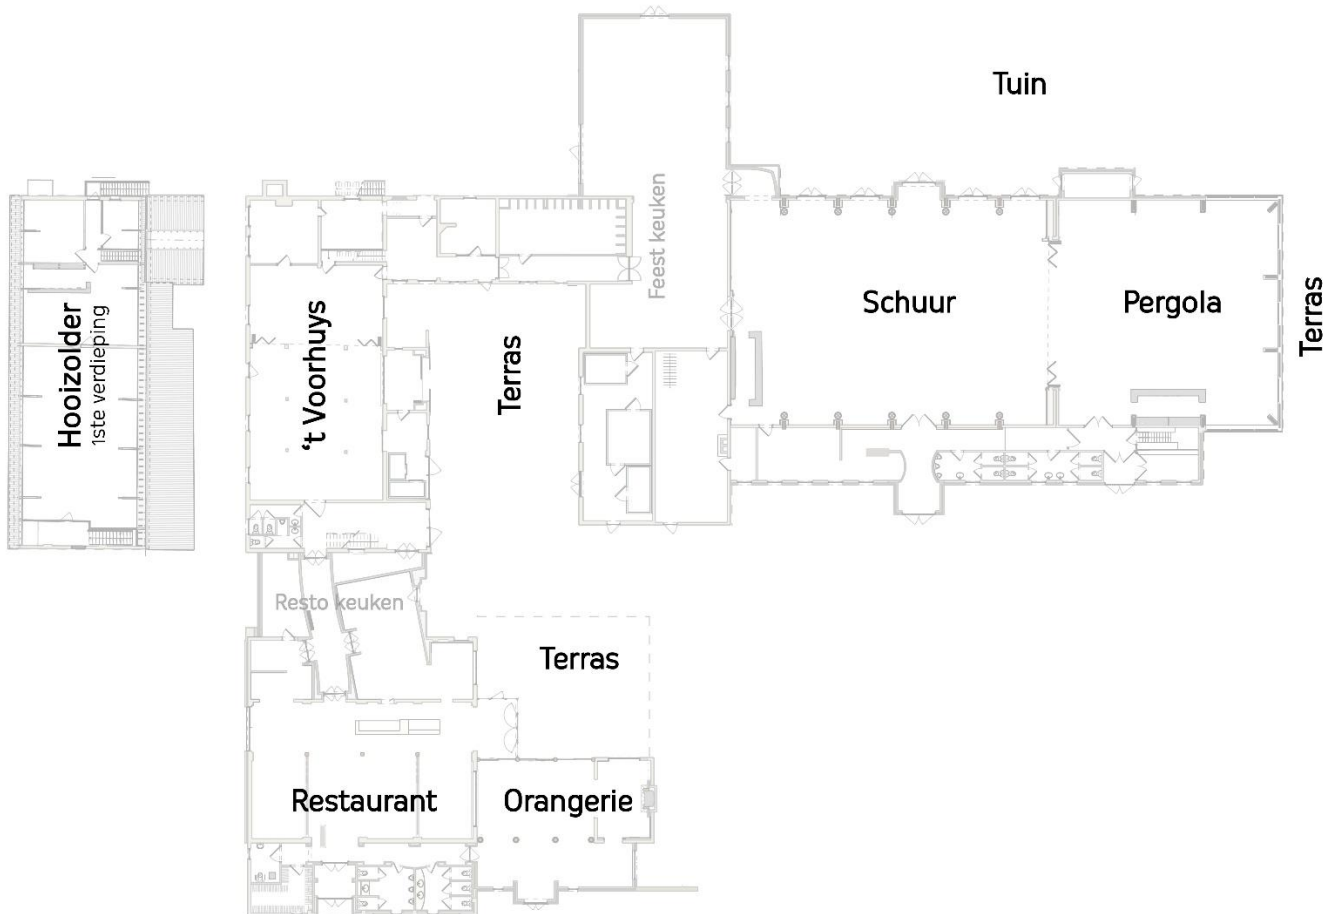 Tuin
Hooizolder
1ste verdieping
‘t Voorhuys
Terras
Feest keuken
Schuur
Pergola
Terras
Resto keuken
Terras
Restaurant
Orangerie